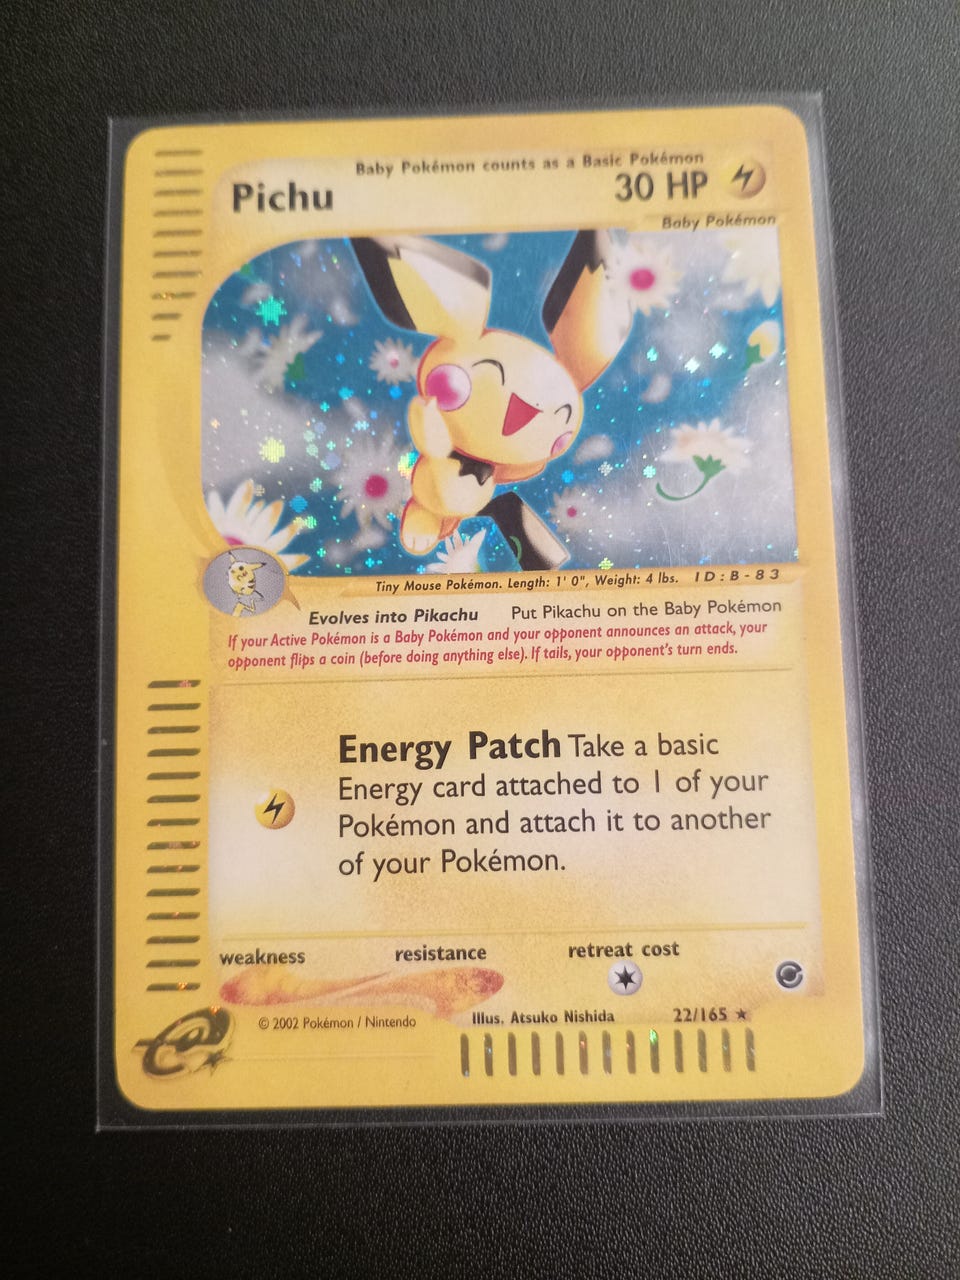 Baby Pokémon counts as a Basic Pokémon
Pichu 30 HP
Baby Pokémon
Tiny Mouse Pokémon. Length: 1' 0", Weight: 4 lbs. ID:B-83
Evolves into Pikachu Put Pikachu on the Baby Pokémon
If your Active Pokémon is a Baby Pokémon and your opponent announces an attack, your
opponent flips a coin (before doing anything else). If tails, your opponent's turn ends.
Energy Patch Take a basic
Energy card attached to 1 of your
Pokémon and attach it to another
of your Pokémon.
weakness resistance retreat cost
© 2002 Pokémon / Nintendo Illus. Atsuko Nishida 22/165 ★
e